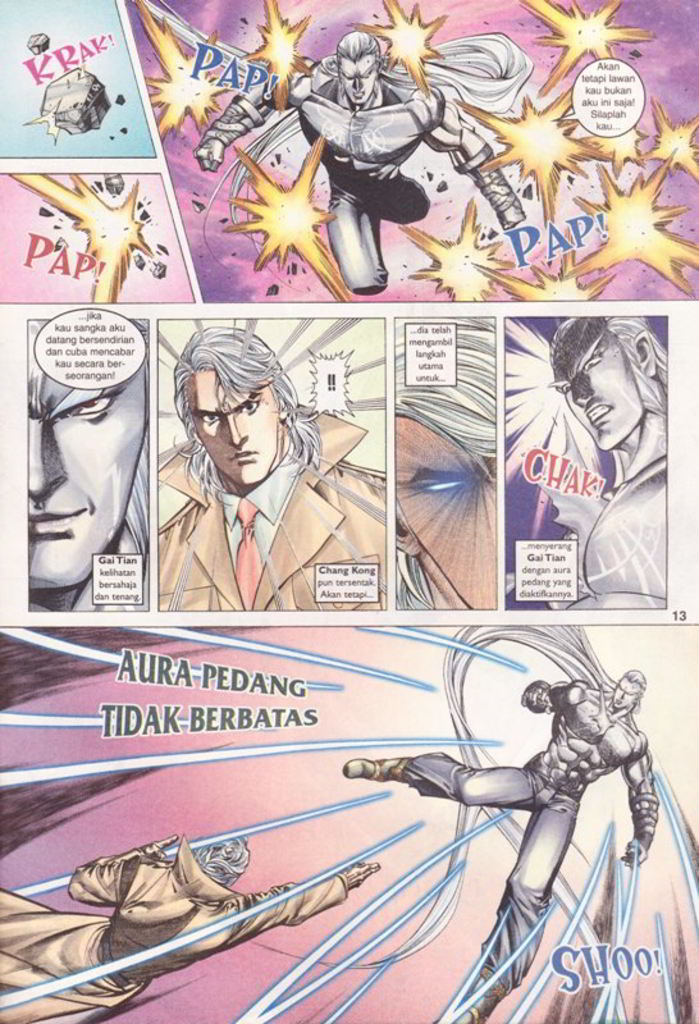 KRAK!
PAP!
Akan
Tetapi lawan
kau bukan
aku ini saja!
Silaplah
kau...
PAP!
PAP!
...jika
kau sangka aku
datang bersendirian
dan cuba mencabar
kau secara ber-
seorangan!
Gai Tian
kelihatan
bersahaja
dan tenang.
!!
Chang Kong
pun tersentak.
Akan tetapi...
...dia telah
mengambil
langkah
utama
untuk...
CHAK!
...menyerang
Gai Tian
dengan aura
pedang yang
diaktifkannya.
13
AURA PEDANG
TIDAK BERBATAS
SHOO!